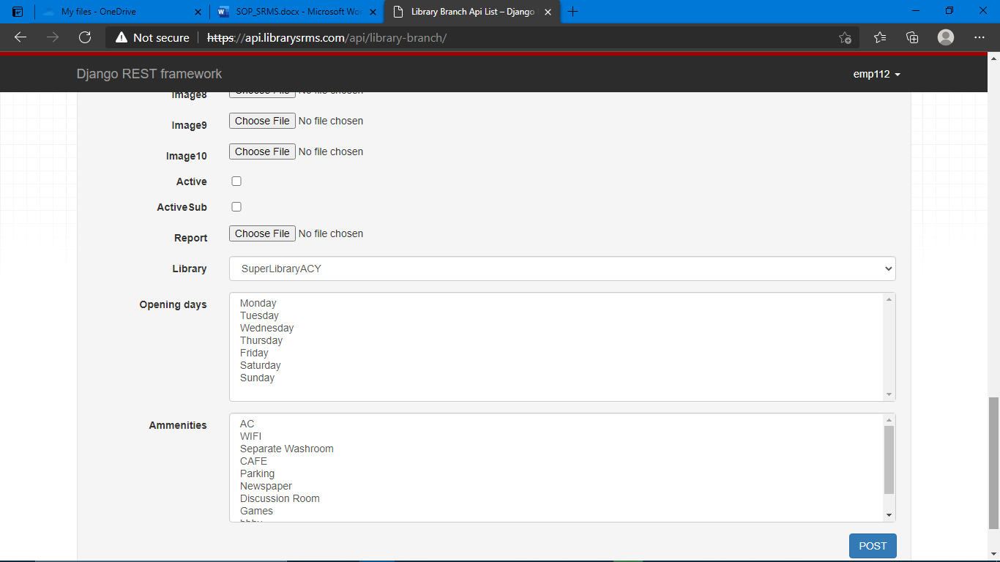 My files - OneDrive
SOP_SRMS.docx - Microsoft Wor
Library Branch Api List – Django
Not secure https://api.librarysrms.com/api/library-branch/
Django REST framework
emp112
Image8 Choose File No file chosen
Image9 Choose File No file chosen
Image10 Choose File No file chosen
Active
ActiveSub
Report Choose File No file chosen
Library SuperLibraryACY
Opening days Monday
Tuesday
Wednesday
Thursday
Friday
Saturday
Sunday
Ammenities AC
WIFI
Separate Washroom
CAFE
Parking
Newspaper
Discussion Room
Games
POST